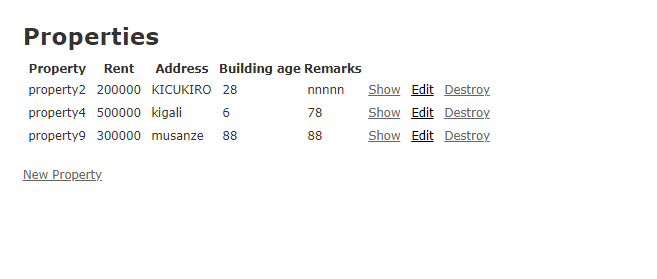 Properties
Property Rent Address Building age Remarks
property2 200000 KICUKIRO 28 nnnnn Show Edit Destroy
property4 500000 kigali 6 78 Show Edit Destroy
property9 300000 musanze 88 88 Show Edit Destroy
New Property